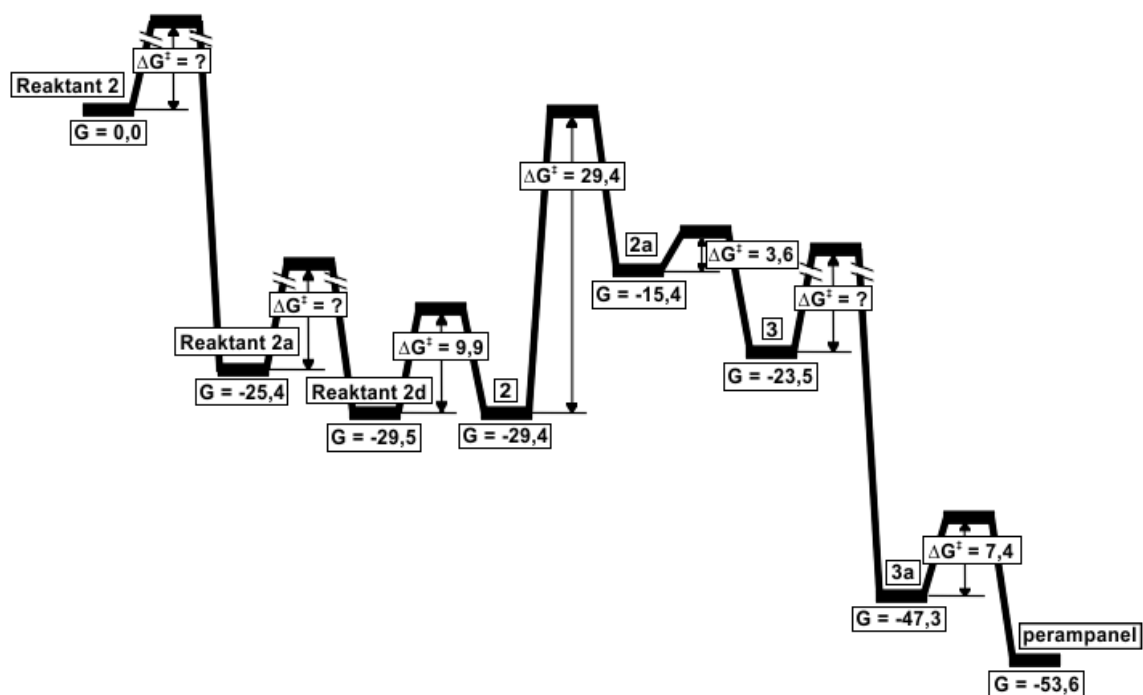 ΔG‡ = ?
Reaktant 2
G = 0,0
ΔG‡ = 29,4
2a
ΔG‡ = 3,6
G = -15,4
ΔG‡ = ?
ΔG‡ = ?
Reaktant 2a
ΔG‡ = 9,9
3
G = -23,5
G = -25,4
Reaktant 2d
2
G = -29,5
G = -29,4
ΔG‡ = 7,4
3a
G = -47,3
perampanel
G = -53,6